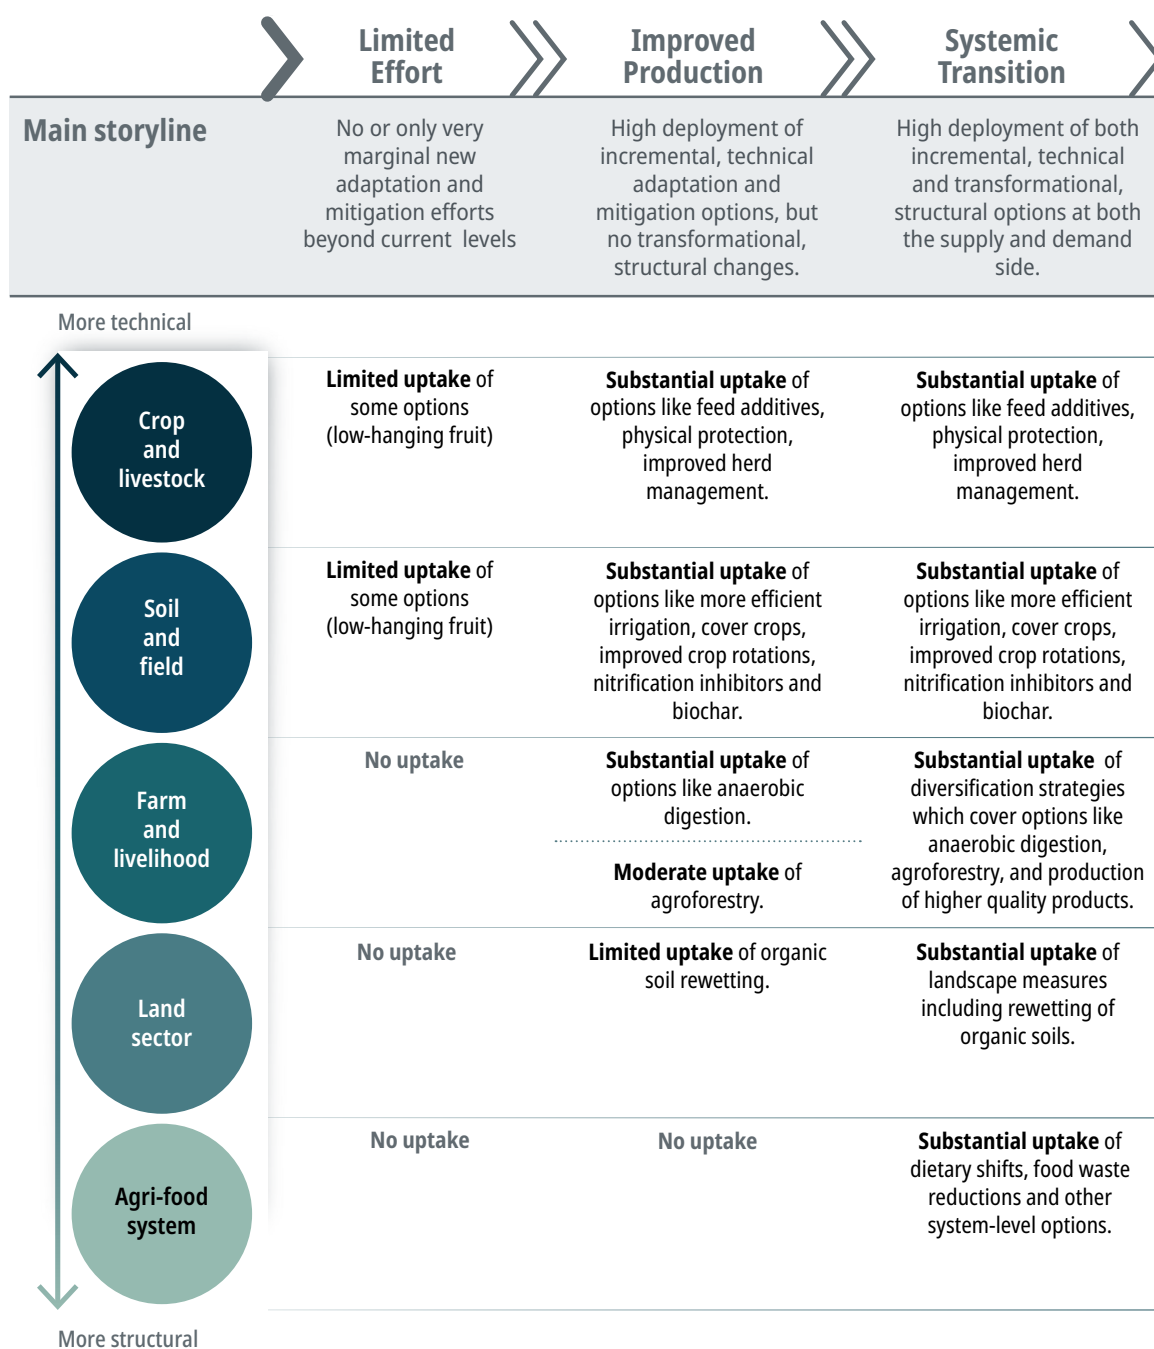 Limited
Effort
Improved
Production
Systemic
Transition
Main storyline
No or only very
marginal new
adaptation and
mitigation efforts
beyond current levels
High deployment of
incremental, technical
adaptation and
mitigation options, but
no transformational,
structural changes.
High deployment of both
incremental, technical
and transformational,
structural options at both
the supply and demand
side.
More technical
Crop
and
livestock
Limited uptake of
some options
(low-hanging fruit)
Substantial uptake of
options like feed additives,
physical protection,
improved herd
management.
Substantial uptake of
options like feed additives,
physical protection,
improved herd
management.
Soil
and
field
Limited uptake of
some options
(low-hanging fruit)
Substantial uptake of
options like more efficient
irrigation, cover crops,
improved crop rotations,
nitrification inhibitors and
biochar.
Substantial uptake of
options like more efficient
irrigation, cover crops,
improved crop rotations,
nitrification inhibitors and
biochar.
Farm
and
livelihood
No uptake
Substantial uptake of
options like anaerobic
digestion.
Moderate uptake of
agroforestry.
Substantial uptake of
diversification strategies
which cover options like
anaerobic digestion,
agroforestry, and production
of higher quality products.
Land
sector
No uptake
Limited uptake of organic
soil rewetting.
Substantial uptake of
landscape measures
including rewetting of
organic soils.
Agri-food
system
No uptake
No uptake
Substantial uptake of
dietary shifts, food waste
reductions and other
system-level options.
More structural